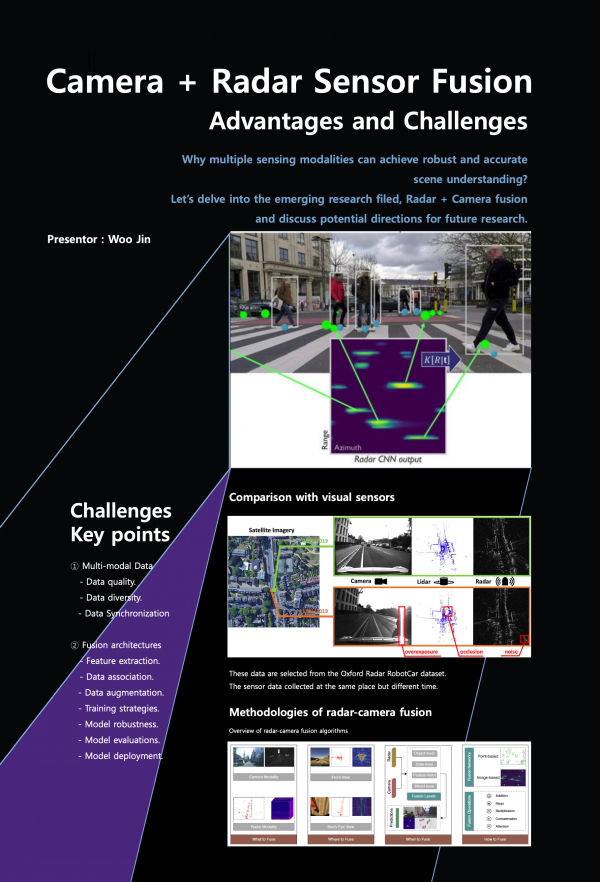 Camera + Radar Sensor Fusion
Advantages and Challenges
Why multiple sensing modalities can achieve robust and accurate
scene understanding?
Let's delve into the emerging research filed, Radar + Camera fusion
and discuss potential directions for future research.
Presentor : Woo Jin
K[R|t]
Range
Azimuth
Radar CNN output
Challenges
Key points
① Multi-modal Data
- Data quality.
- Data diversity.
- Data Synchronization
② Fusion architectures
- Feature extraction.
- Data association.
- Data augmentation.
- Training strategies.
- Model robustness.
- Model evaluations.
- Model deployment.
Comparison with visual sensors
Satellite Imagery
Camera
Lidar
Radar
overexposure
occlusion
noise
These data are selected from the Oxford Radar RobotCar dataset.
The sensor data collected at the same place but different time.
Methodologies of radar-camera fusion
Overview of radar-camera fusion algorithms
Camera Modality
Radar Modality
What to Fuse
Front View
Bird's Eye View
Where to Fuse
Radar
Camera
Object-level
Data-level
Feature-level
Fusion Levels
Predictions
When to Fuse
Fusion Networks
Point-based
Image-based
Fusion Operations
Addition
Mean
Multiplication
Concatenation
Attention
How to Fuse